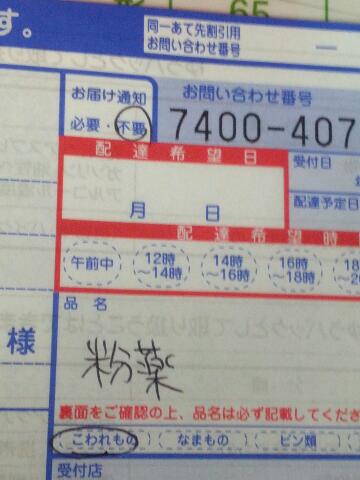 す。
65
同一あて先割引用
お問い合わせ番号
お届け通知
必要・不要
お問い合わせ番号
7400-407
配達希望日
月 日
受付日
配達予定日
配達希望時
午前中
12時～14時
14時～16時
16時～18時
18
品名
様
粉薬
裏面をご確認の上、品名は必ず記載してくださ
こわれもの
なまもの
ビン類
受付店